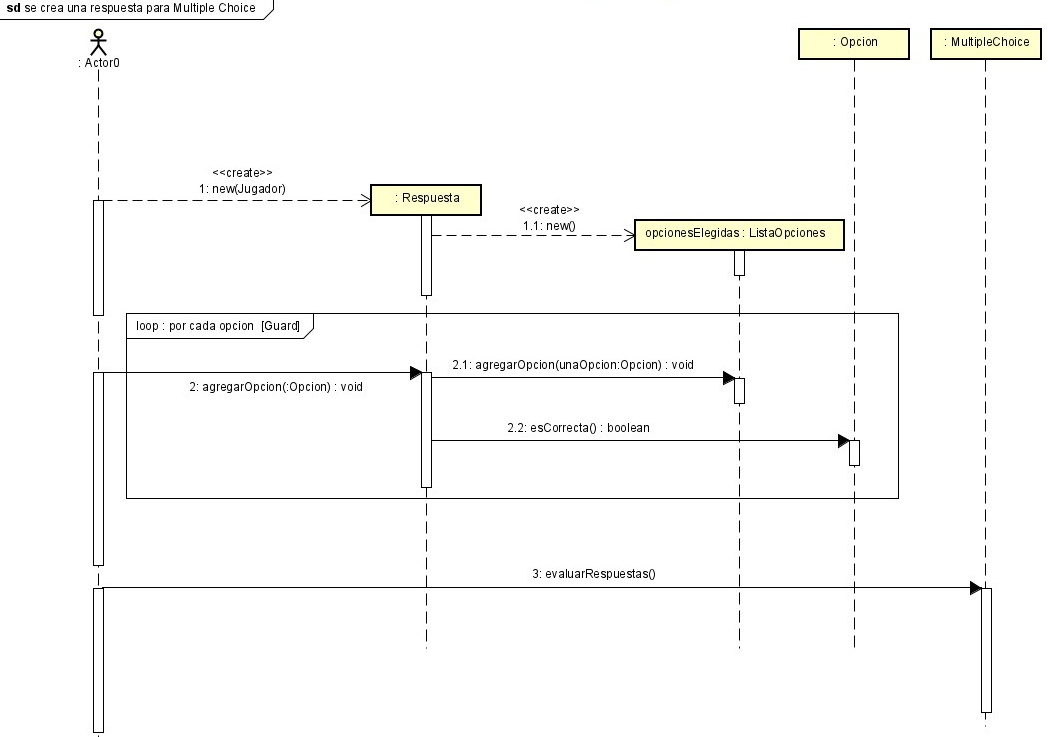 sd se crea una respuesta para Multiple Choice
: Actor0
: Opcion
: MultipleChoice
<<create>>
1: new(Jugador)
: Respuesta
<<create>>
1.1: new()
opcionesElegidas : ListaOpciones
loop : por cada opcion [Guard]
2.1: agregarOpcion(unaOpcion:Opcion) : void
2: agregarOpcion(:Opcion) : void
2.2: esCorrecta() : boolean
3: evaluarRespuestas()